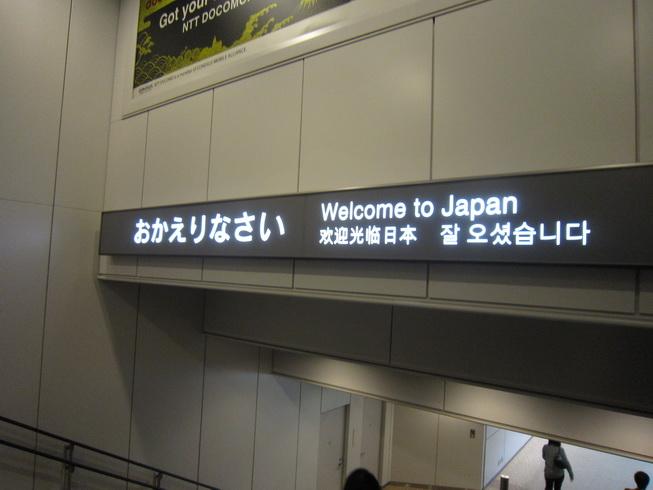 Got your
NTT DOCOMO
おかえりなさい
Welcome to Japan
欢迎光临日本 잘 오셨습니다